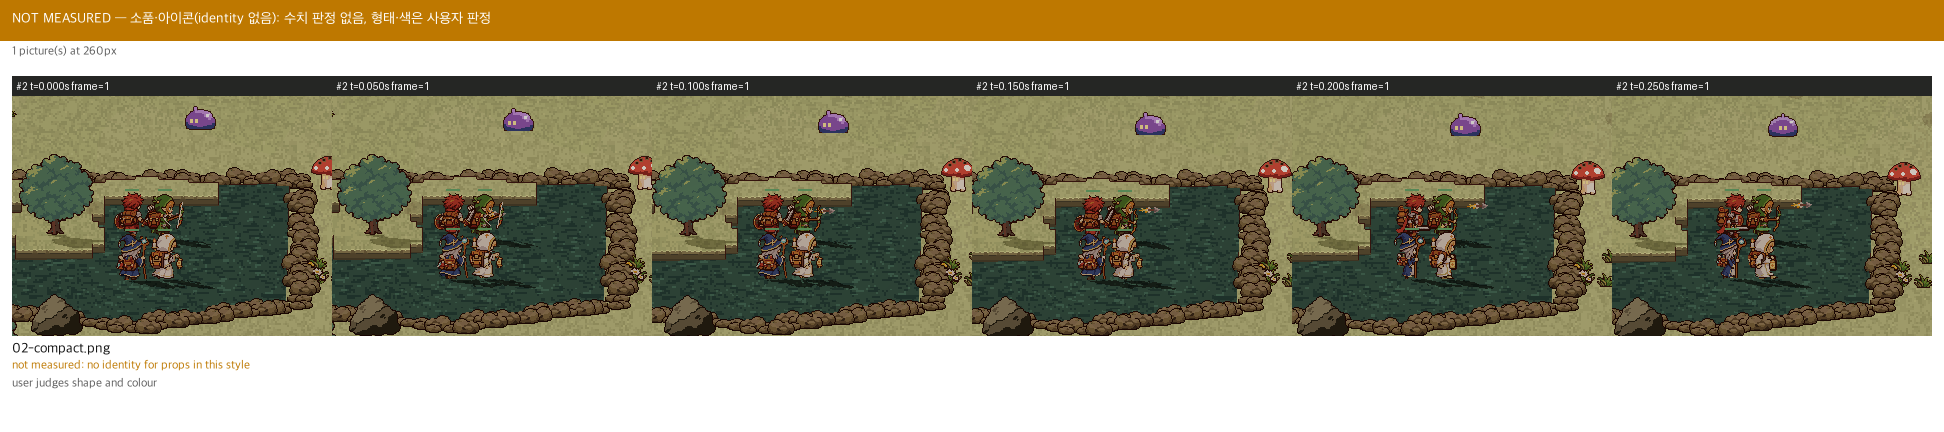 NOT MEASURED — 소품·아이콘(identity 없음): 수치 판정 없음, 형태·색은 사용자 판정
1 picture(s) at 260px
#2 t=0.000s frame=1
#2 t=0.050s frame=1
#2 t=0.100s frame=1
#2 t=0.150s frame=1
#2 t=0.200s frame=1
#2 t=0.250s frame=1
02-compact.png
not measured: no identity for props in this style
user judges shape and colour